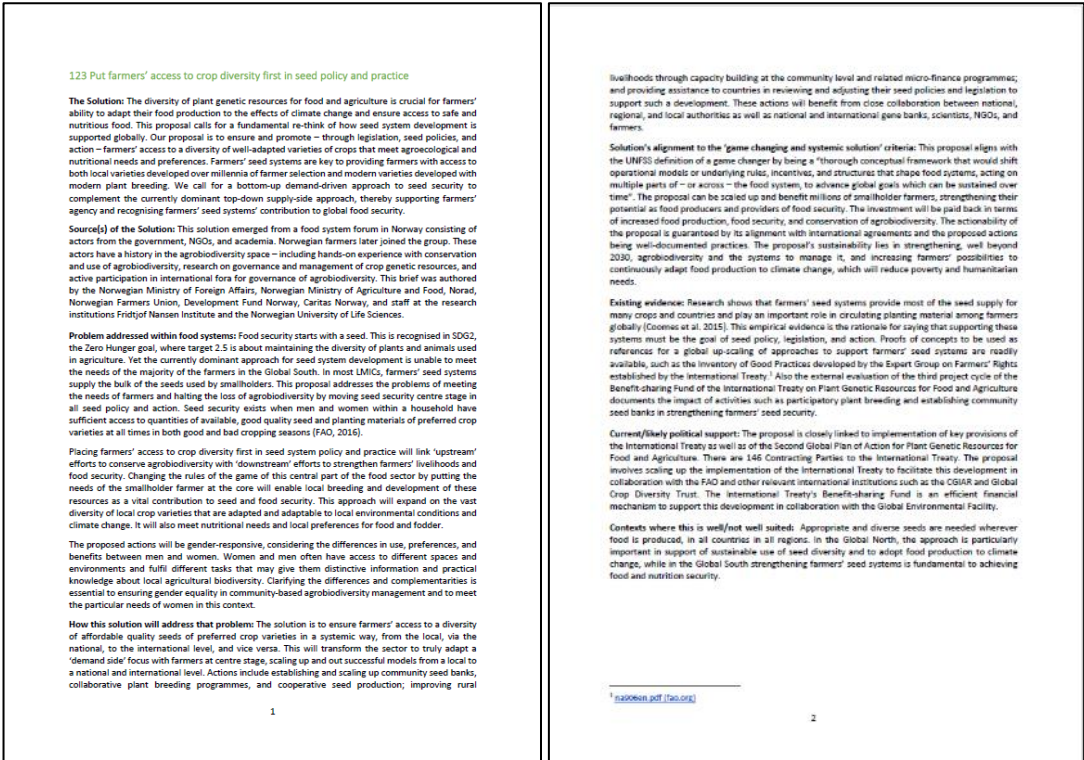 123 Put farmers' access to crop diversity first in seed policy and practice
The Solution: The diversity of plant genetic resources for food and agriculture is crucial for farmers'
ability to adapt their food production to the effects of climate change and ensure access to safe and
nutritious food. This proposal calls for a fundamental re-think of how seed system development is
supported globally. Our proposal is to ensure and promote – through legislation, seed policies, and
action – farmers' access to a diversity of well-adapted varieties of crops that meet agroecological and
nutritional needs and preferences. Farmers' seed systems are key to providing farmers with access to
both local varieties developed over millennia of farmer selection and modern varieties developed with
modern plant breeding. We call for a bottom-up demand-driven approach to seed security to
complement the currently dominant top-down supply-side approach, thereby supporting farmers'
agency and recognising farmers' seed systems' contribution to global food security.
Source(s) of the Solution: This solution emerged from a food system forum in Norway consisting of
actors from the government, NGOs, and academia. Norwegian farmers later joined the group. These
actors have a history in the agrobiodiversity space – including hands-on experience with conservation
and use of agrobiodiversity, research on governance and management of crop genetic resources, and
active participation in international fora for governance of agrobiodiversity. This brief was authored
by the Norwegian Ministry of Foreign Affairs, Norwegian Ministry of Agriculture and Food, Norad,
Norwegian Farmers Union, Development Fund Norway, Caritas Norway, and staff at the research
institutions Fridtjof Nansen Institute and the Norwegian University of Life Sciences.
Problem addressed within food systems: Food security starts with a seed. This is recognised in SDG2,
the Zero Hunger goal, where target 2.5 is about maintaining the diversity of plants and animals used
in agriculture. Yet the currently dominant approach for seed system development is unable to meet
the needs of the majority of the farmers in the Global South. In most LMICs, farmers' seed systems
supply the bulk of the seeds used by smallholders. This proposal addresses the problems of meeting
the needs of farmers and halting the loss of agrobiodiversity by moving seed security centre stage in
all seed policy and action. Seed security exists when men and women within a household have
sufficient access to quantities of available, good quality seed and planting materials of preferred crop
varieties at all times in both good and bad cropping seasons (FAO, 2016).
Placing farmers' access to crop diversity first in seed system policy and practice will link 'upstream'
efforts to conserve agrobiodiversity with 'downstream' efforts to strengthen farmers' livelihoods and
food security. Changing the rules of the game of this central part of the food sector by putting the
needs of the smallholder farmer at the core will enable local breeding and development of these
resources as a vital contribution to seed and food security. This approach will expand on the vast
diversity of local crop varieties that are adapted and adaptable to local environmental conditions and
climate change. It will also meet nutritional needs and local preferences for food and fodder.
The proposed actions will be gender-responsive, considering the differences in use, preferences, and
benefits between men and women. Women and men often have access to different spaces and
environments and fulfil different tasks that may give them distinctive information and practical
knowledge about local agricultural biodiversity. Clarifying the differences and complementarities is
essential to ensuring gender equality in community-based agrobiodiversity management and to meet
the particular needs of women in this context.
How this solution will address that problem: The solution is to ensure farmers' access to a diversity
of affordable quality seeds of preferred crop varieties in a systemic way, from the local, via the
national, to the international level, and vice versa. This will transform the sector to truly adapt a
'demand side' focus with farmers at centre stage, scaling up and out successful models from a local to
a national and international level. Actions include establishing and scaling up community seed banks,
collaborative plant breeding programmes, and cooperative seed production; improving rural
1
livelihoods through capacity building at the community level and related micro-finance programmes;
and providing assistance to countries in reviewing and adjusting their seed policies and legislation to
support such a development. These actions will benefit from close collaboration between national,
regional, and local authorities as well as national and international gene banks, scientists, NGOs, and
farmers.
Solution's alignment to the 'game changing and systemic solution' criteria: This proposal aligns with
the UNFSS definition of a game changer by being a "thorough conceptual framework that would shift
operational models or underlying rules, incentives, and structures that shape food systems, acting on
multiple parts of – or across – the food system, to advance global goals which can be sustained over
time". The proposal can be scaled up and benefit millions of smallholder farmers, strengthening their
potential as food producers and providers of food security. The investment will be paid back in terms
of increased food production, food security, and conservation of agrobiodiversity. The actionability of
the proposal is guaranteed by its alignment with international agreements and the proposed actions
being well-documented practices. The proposal's sustainability lies in strengthening, well beyond
2030, agrobiodiversity and the systems to manage it, and increasing farmers' possibilities to
continuously adapt food production to climate change, which will reduce poverty and humanitarian
needs.
Existing evidence: Research shows that farmers' seed systems provide most of the seed supply for
many crops and countries and play an important role in circulating planting material among farmers
globally (Coomes et al. 2015). This empirical evidence is the rationale for saying that supporting these
systems must be the goal of seed policy, legislation, and action. Proofs of concepts to be used as
references for a global up-scaling of approaches to support farmers' seed systems are readily
available, such as the Inventory of Good Practices developed by the Expert Group on Farmers' Rights
established by the International Treaty.¹ Also the external evaluation of the third project cycle of the
Benefit-sharing Fund of the International Treaty on Plant Genetic Resources for Food and Agriculture
documents the impact of activities such as participatory plant breeding and establishing community
seed banks in strengthening farmers' seed security.
Current/likely political support: The proposal is closely linked to implementation of key provisions of
the International Treaty as well as of the Second Global Plan of Action for Plant Genetic Resources for
Food and Agriculture. There are 146 Contracting Parties to the International Treaty. The proposal
involves scaling up the implementation of the International Treaty to facilitate this development in
collaboration with the FAO and other relevant international institutions such as the CGIAR and Global
Crop Diversity Trust. The International Treaty's Benefit-sharing Fund is an efficient financial
mechanism to support this development in collaboration with the Global Environmental Facility.
Contexts where this is well/not well suited: Appropriate and diverse seeds are needed wherever
food is produced, in all countries in all regions. In the Global North, the approach is particularly
important in support of sustainable use of seed diversity and to adopt food production to climate
change, while in the Global South strengthening farmers' seed systems is fundamental to achieving
food and nutrition security.
¹ na906en.pdf (fao.org)
2